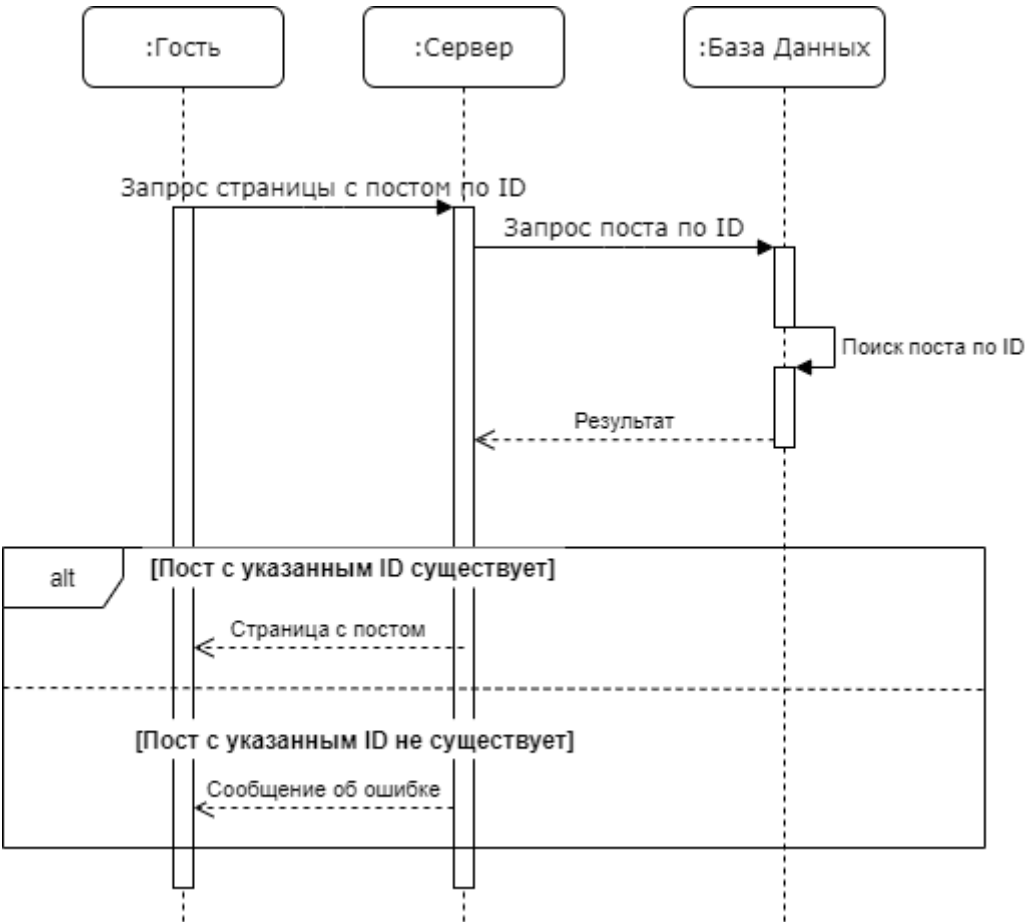 :Гость
:Сервер
:База Данных
Запрос страницы с постом по ID
Запрос поста по ID
Поиск поста по ID
Результат
alt
[Пост с указанным ID существует]
Страница с постом
[Пост с указанным ID не существует]
Сообщение об ошибке